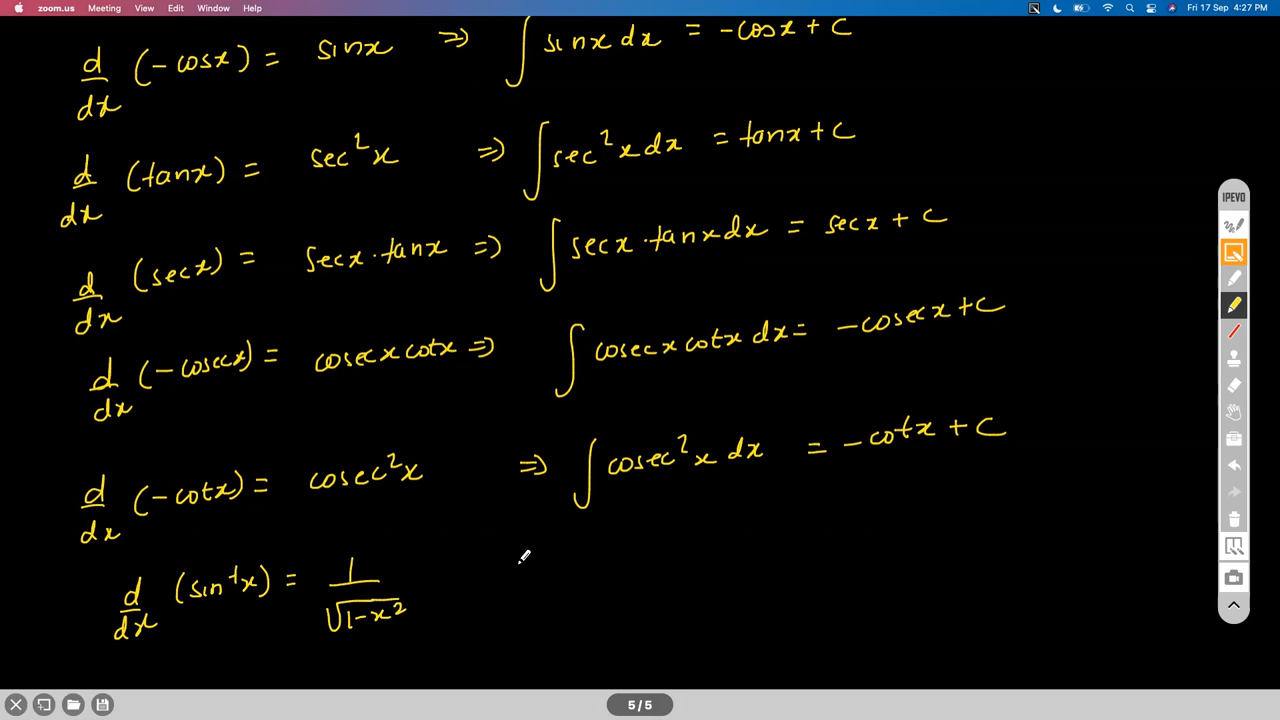 zoom.us Meeting View Edit Window Help Fri 17 Sep 4:27 PM
d/dx (-cosx) = sinx ⇒ ∫ sinx dx = -cosx + C
d/dx (tanx) = sec²x ⇒ ∫ sec²x dx = tanx + C
d/dx (secx) = secx·tanx ⇒ ∫ secx·tanx dx = secx + C
d/dx (-cosecx) = cosecx cotx ⇒ ∫ cosecx cotx dx = -cosecx + C
d/dx (-cotx) = cosec²x ⇒ ∫ cosec²x dx = -cotx + C
d/dx (sin⁻¹x) = 1/√(1-x²)
IPEVO
5/5